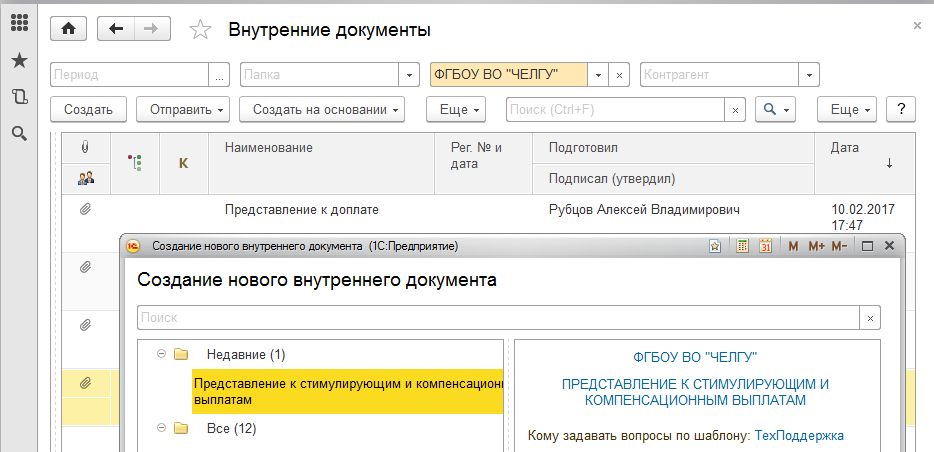 Внутренние документы
Период ... Папка ФГБОУ ВО "ЧЕЛГУ" × Контрагент
Создать Отправить Создать на основании Еще Поиск (Ctrl+F) × Еще ?
К Наименование Рег. № и дата Подготовил Дата
Подписал (утвердил)
Представление к доплате Рубцов Алексей Владимирович 10.02.2017
17:47
1С Создание нового внутреннего документа (1С:Предприятие) 31 M M+ M-
Создание нового внутреннего документа
Поиск ×
Недавние (1)
Представление к стимулирующим и компенсацион
выплатам
Все (12)
ФГБОУ ВО "ЧЕЛГУ"
ПРЕДСТАВЛЕНИЕ К СТИМУЛИРУЮЩИМ И
КОМПЕНСАЦИОННЫМ ВЫПЛАТАМ
Кому задавать вопросы по шаблону: ТехПоддержка